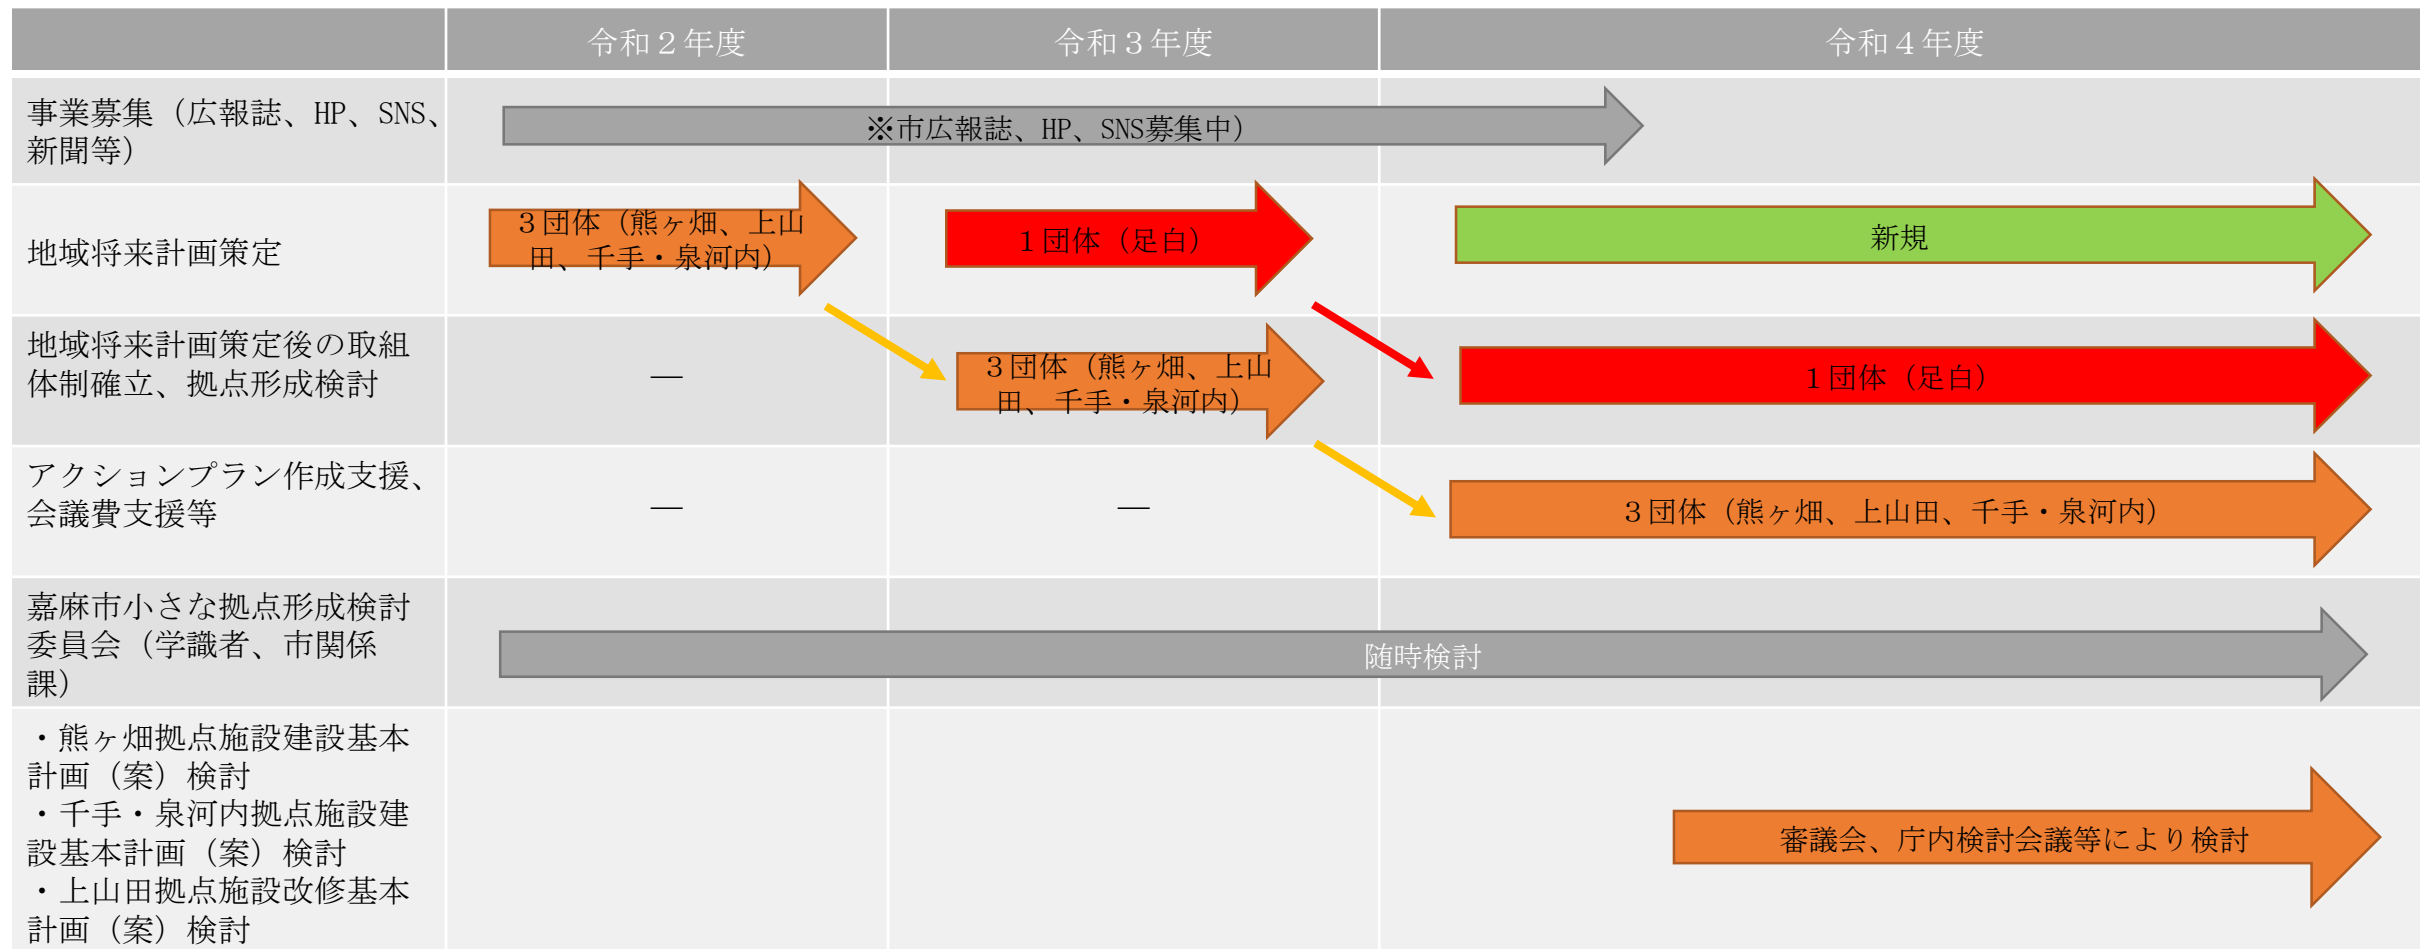 令和２年度
令和３年度
令和４年度
事業募集（広報誌、HP、SNS、
新聞等）
※市広報誌、HP、SNS募集中）
地域将来計画策定
３団体（熊ヶ畑、上山
田、千手・泉河内）
１団体（足白）
新規
地域将来計画策定後の取組
体制確立、拠点形成検討
―
３団体（熊ヶ畑、上山
田、千手・泉河内）
１団体（足白）
アクションプラン作成支援、
会議費支援等
―
―
３団体（熊ヶ畑、上山田、千手・泉河内）
嘉麻市小さな拠点形成検討
委員会（学識者、市関係
課）
随時検討
・熊ヶ畑拠点施設建設基本
計画（案）検討
・千手・泉河内拠点施設建
設基本計画（案）検討
・上山田拠点施設改修基本
計画（案）検討
審議会、庁内検討会議等により検討